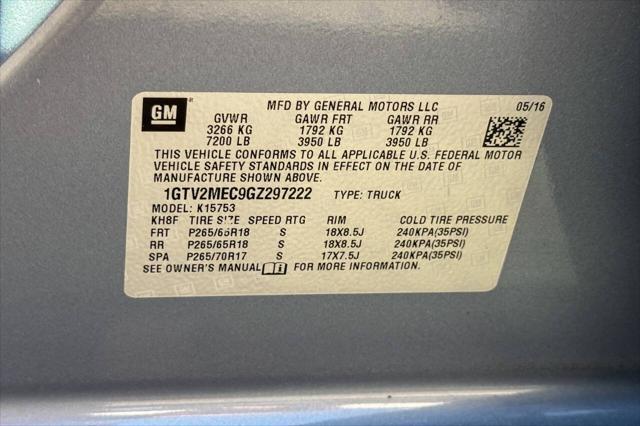 GM MFD BY GENERAL MOTORS LLC 05/16
GVWR GAWR FRT GAWR RR
3266 KG 1792 KG 1792 KG
7200 LB 3950 LB 3950 LB
THIS VEHICLE CONFORMS TO ALL APPLICABLE U.S. FEDERAL MOTOR
VEHICLE SAFETY STANDARDS IN EFFECT ON THE DATE OF
MANUFACTURE SHOWN ABOVE.
1GTV2MEC9GZ297222 TYPE: TRUCK
MODEL: K15753
KH8F TIRE SIZE SPEED RTG RIM COLD TIRE PRESSURE
FRT P265/65R18 S 18X8.5J 240KPA(35PSI)
RR P265/65R18 S 18X8.5J 240KPA(35PSI)
SPA P265/70R17 S 17X7.5J 240KPA(35PSI)
SEE OWNER'S MANUAL FOR MORE INFORMATION.